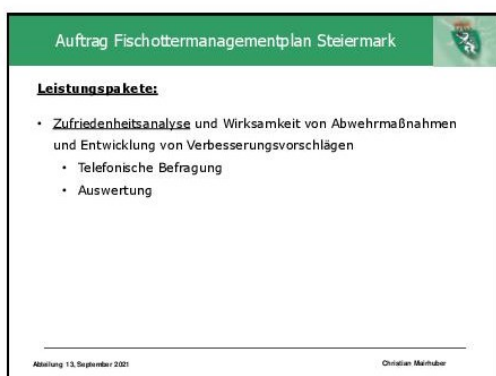 Auftrag Fischottermanagementplan Steiermark
Leistungspakete:
• Zufriedenheitsanalyse und Wirksamkeit von Abwehrmaßnahmen
und Entwicklung von Verbesserungsvorschlägen
• Telefonische Befragung
• Auswertung
Abteilung 13, September 2021
Christian Mairhuber